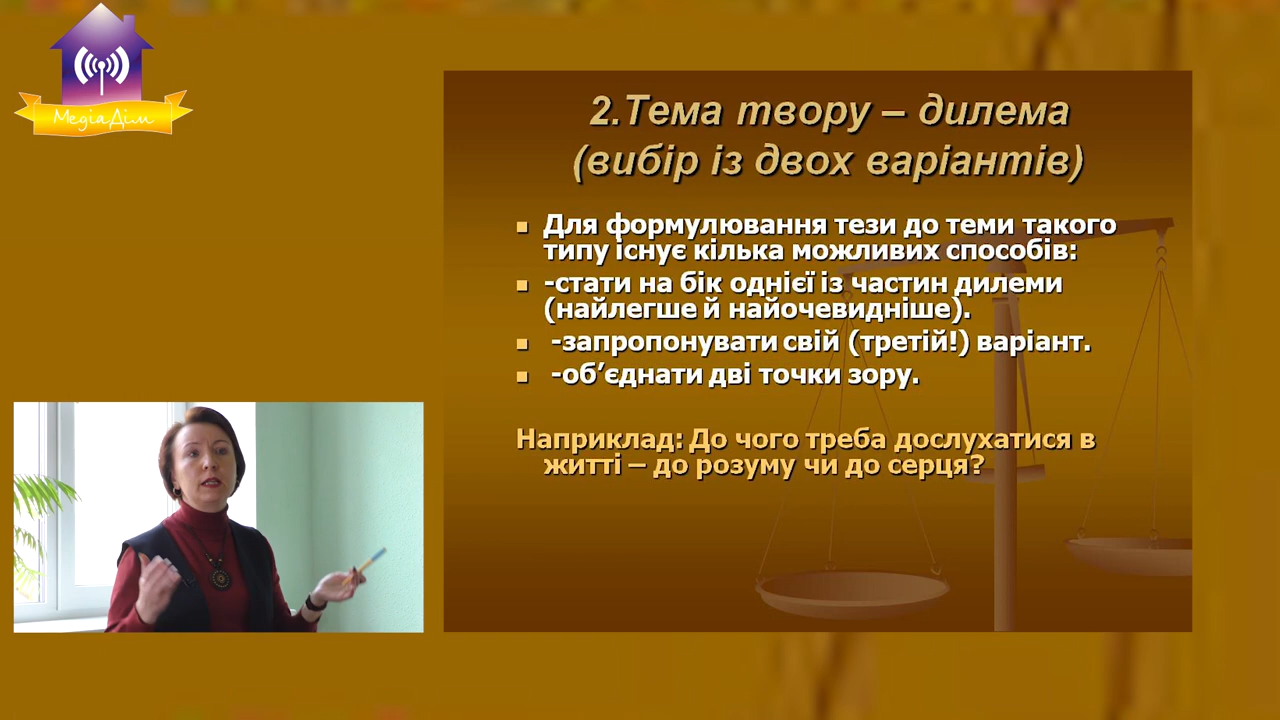 МедіаДім
2.Тема твору – дилема
(вибір із двох варіантів)
Для формулювання тези до теми такого
типу існує кілька можливих способів:
-стати на бік однієї із частин дилеми
(найлегше й найочевидніше).
-запропонувати свій (третій!) варіант.
-об’єднати дві точки зору.
Наприклад: До чого треба дослухатися в
житті – до розуму чи до серця?